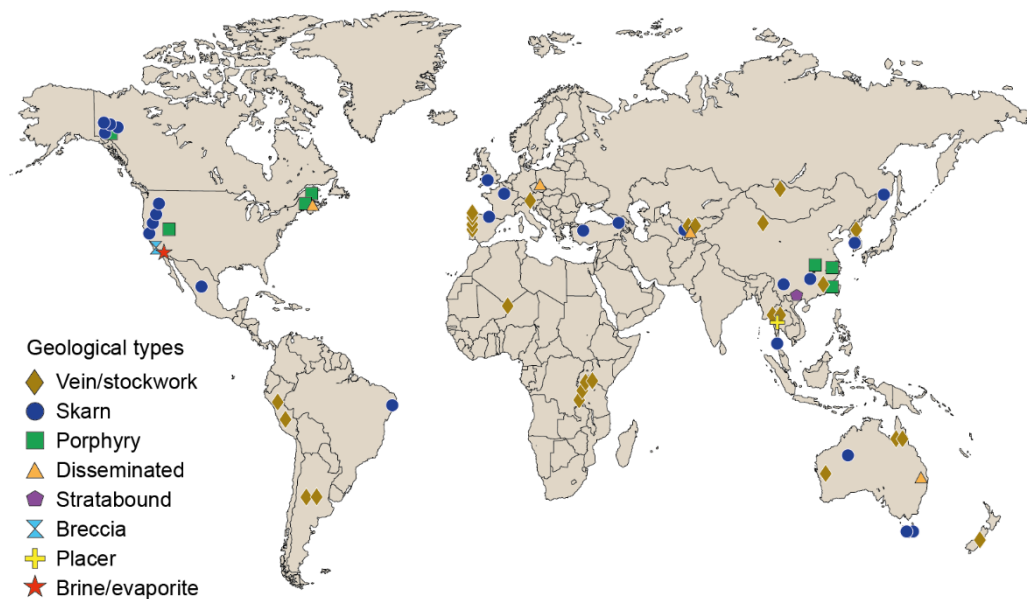 Geological types
Vein/stockwork
Skarn
Porphyry
Disseminated
Stratabound
Breccia
Placer
Brine/evaporite